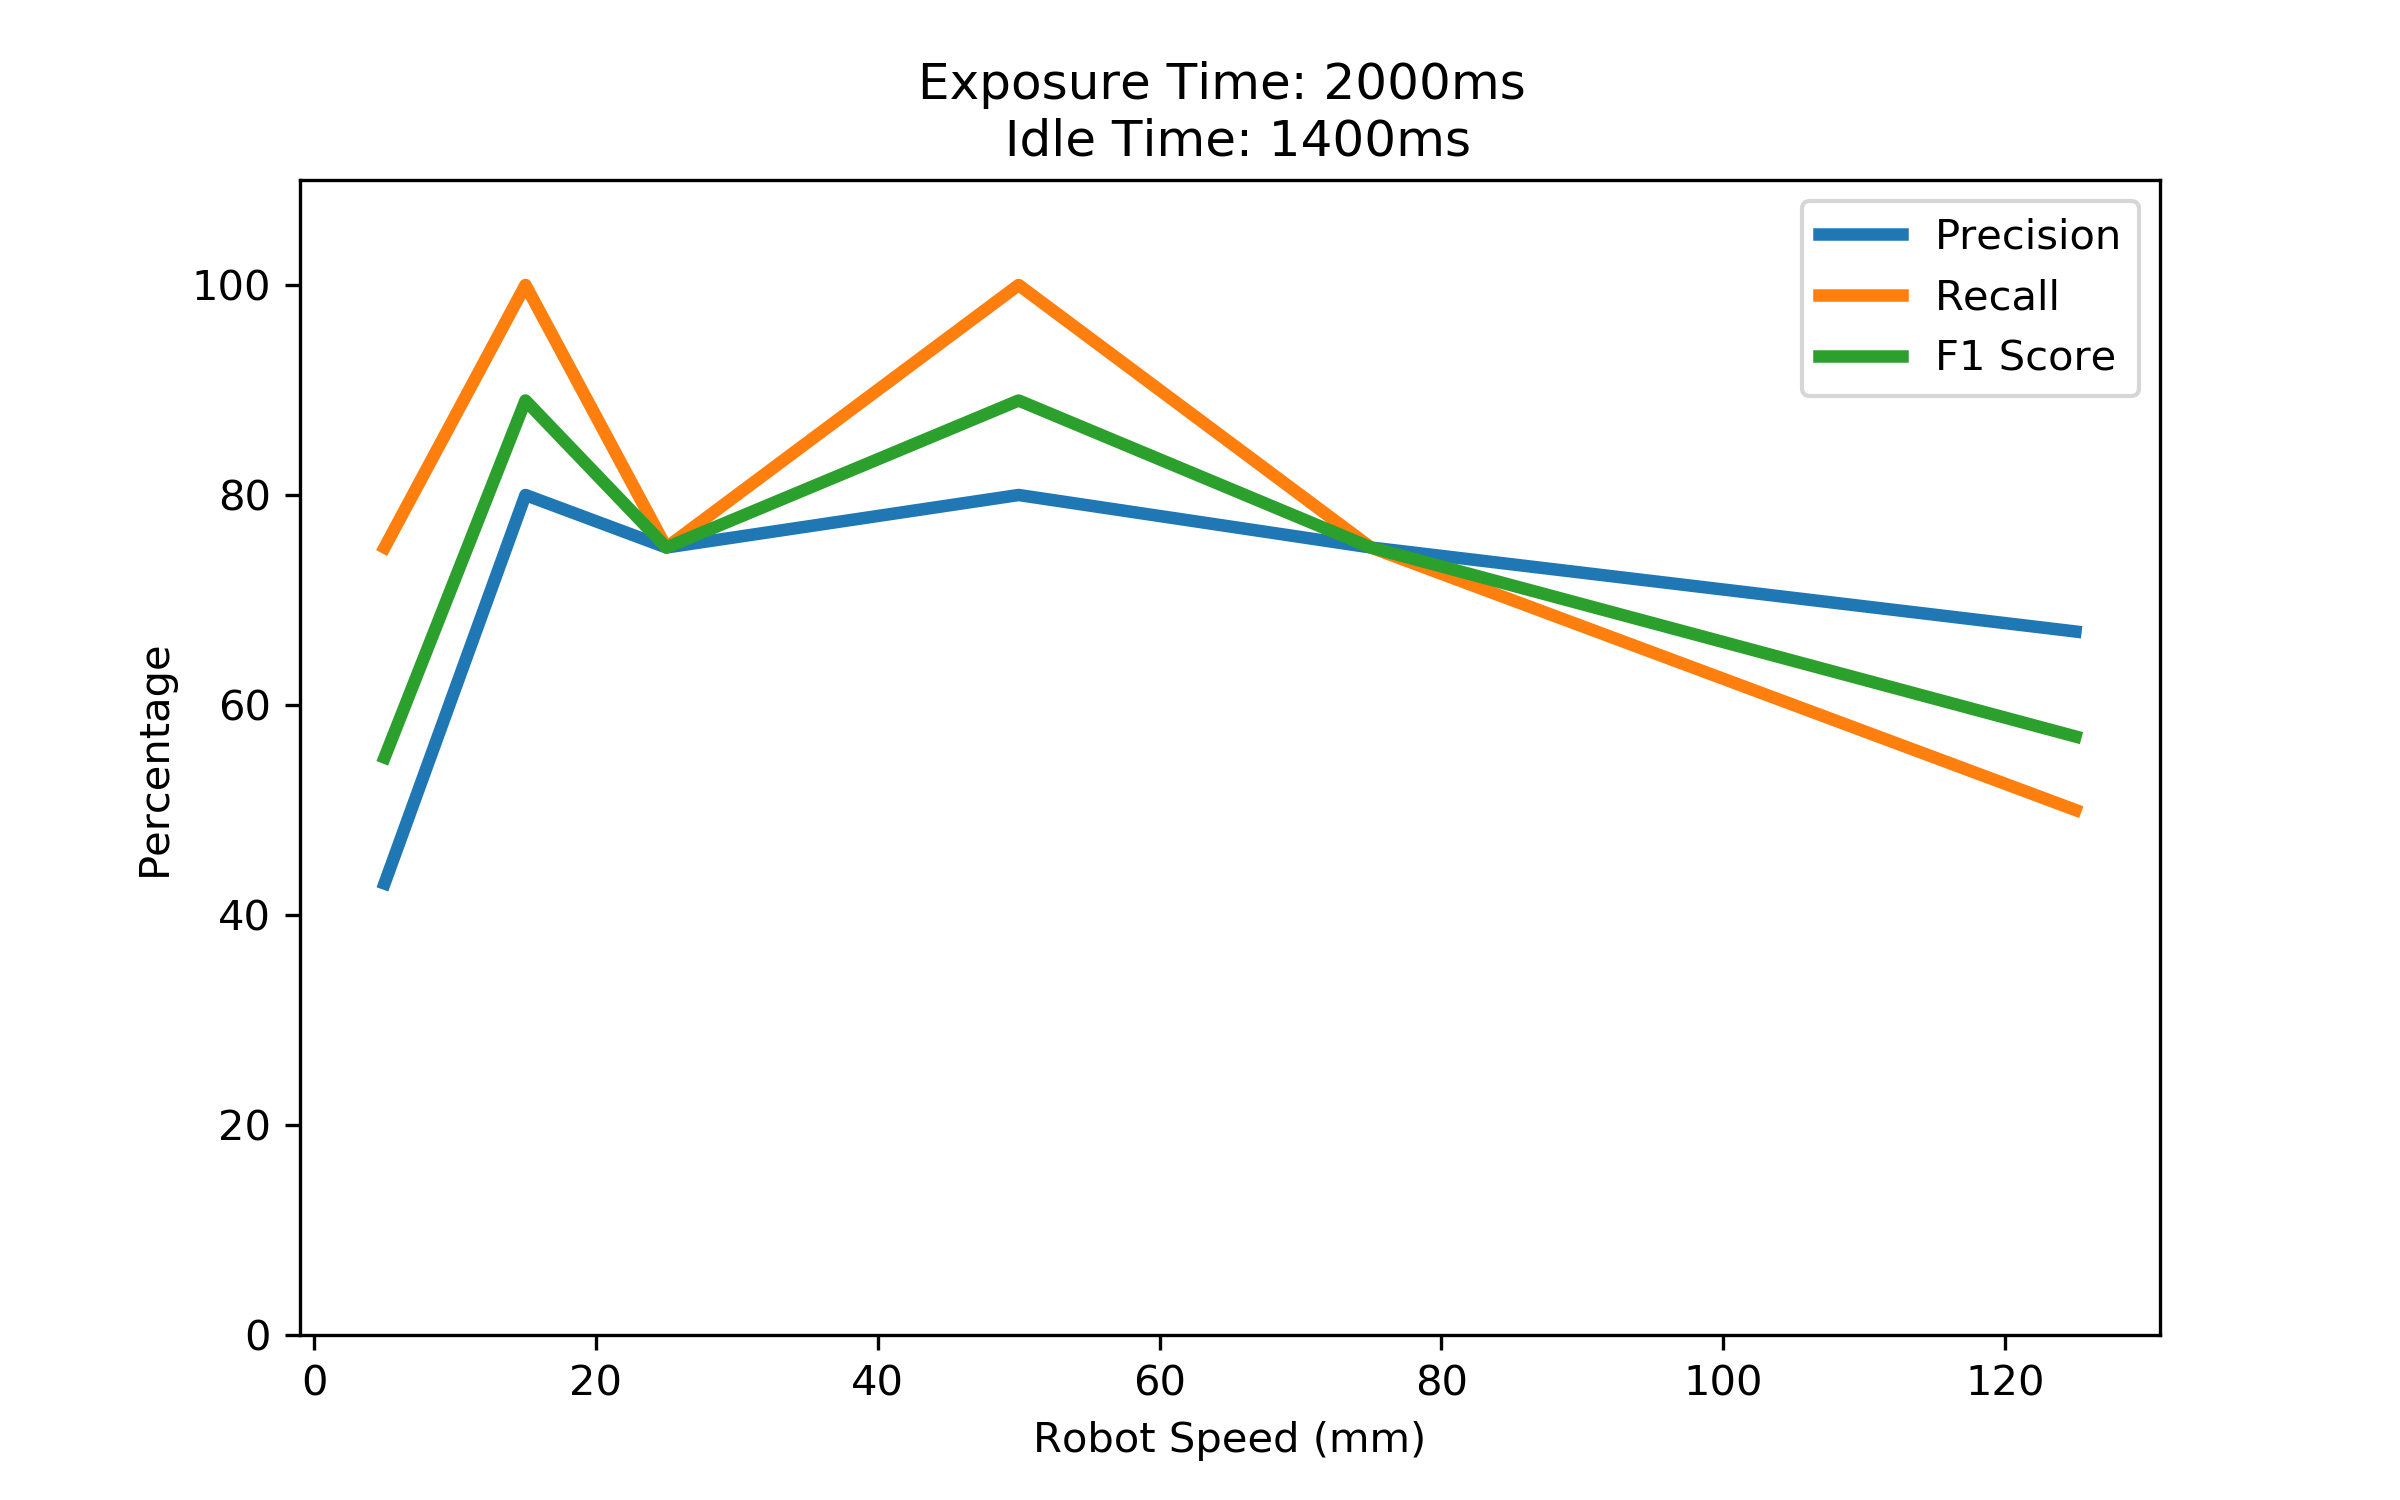 Exposure Time: 2000ms
Idle Time: 1400ms
Precision
Recall
F1 Score
100
80
60
40
20
0
Percentage
0 20 40 60 80 100 120
Robot Speed (mm)